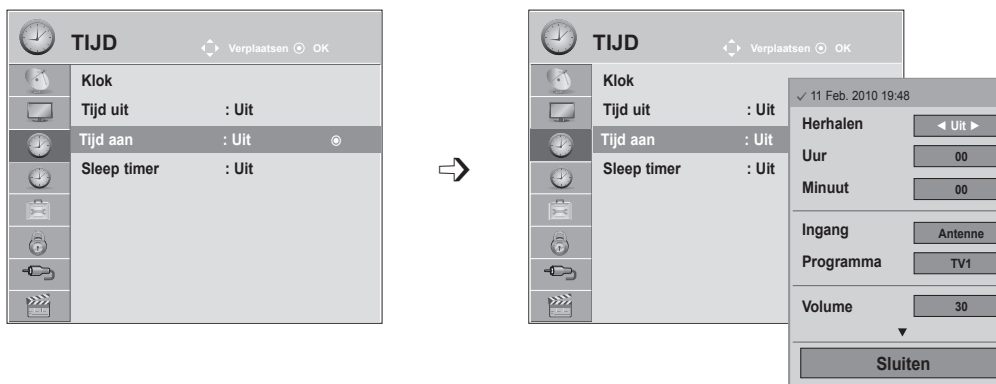 TIJD
Verplaatsen OK
Klok
Tijd uit : Uit
Tijd aan : Uit
Sleep timer : Uit
TIJD
Verplaatsen OK
Klok
Tijd uit : Uit
Tijd aan : Uit
Sleep timer : Uit
✓ 11 Feb. 2010 19:48
Herhalen ◄ Uit ►
Uur 00
Minuut 00
Ingang Antenne
Programma TV1
Volume 30
▼
Sluiten